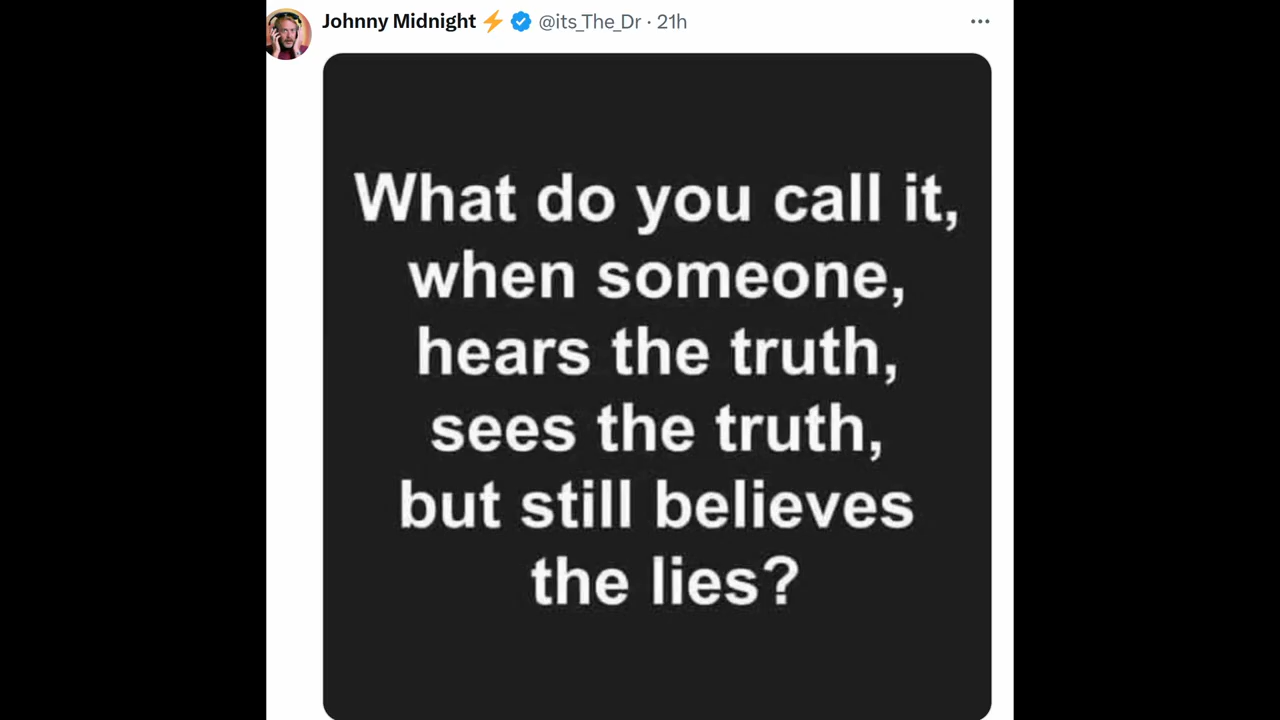 Johnny Midnight ⚡ @its_The_Dr · 21h
What do you call it,
when someone,
hears the truth,
sees the truth,
but still believes
the lies?